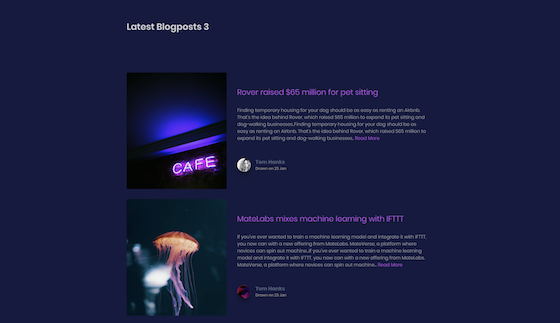 Latest Blogposts 3
Rover raised $65 million for pet sitting
Finding temporary housing for your dog should be as easy as renting an Airbnb.
That's the idea behind Rover, which raised $65 million to expand its pet sitting and
dog-walking businesses.Finding temporary housing for your dog should be as
easy as renting an Airbnb. That's the idea behind Rover, which raised $65 million to
expand its pet sitting and dog-walking businesses. Read More
Tom Hanks
Drawn on 23 Jan
CAFE
MateLabs mixes machine learning with IFTTT
If you've ever wanted to train a machine learning model and integrate it with IFTTT,
you now can with a new offering from MateLabs. MateVerse, a platform where
novices can spin out machine...If you've ever wanted to train a machine learning
model and integrate it with IFTTT, you now can with a new offering from MateLabs.
MateVerse, a platform where novices can spin out machine... Read More
Tom Hanks
Drawn on 23 Jan